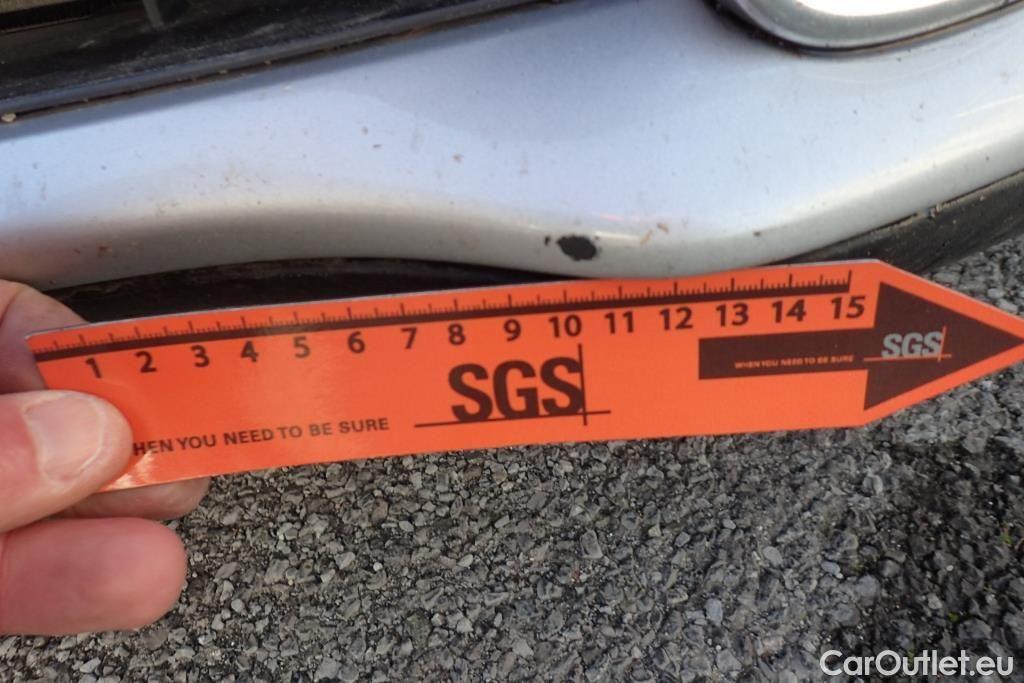 1 2 3 4 5 6 7 8 9 10 11 12 13 14 15
SGS
HEN YOU NEED TO BE SURE
WHEN YOU NEED TO BE SURE
SGS
CarOutlet.eu